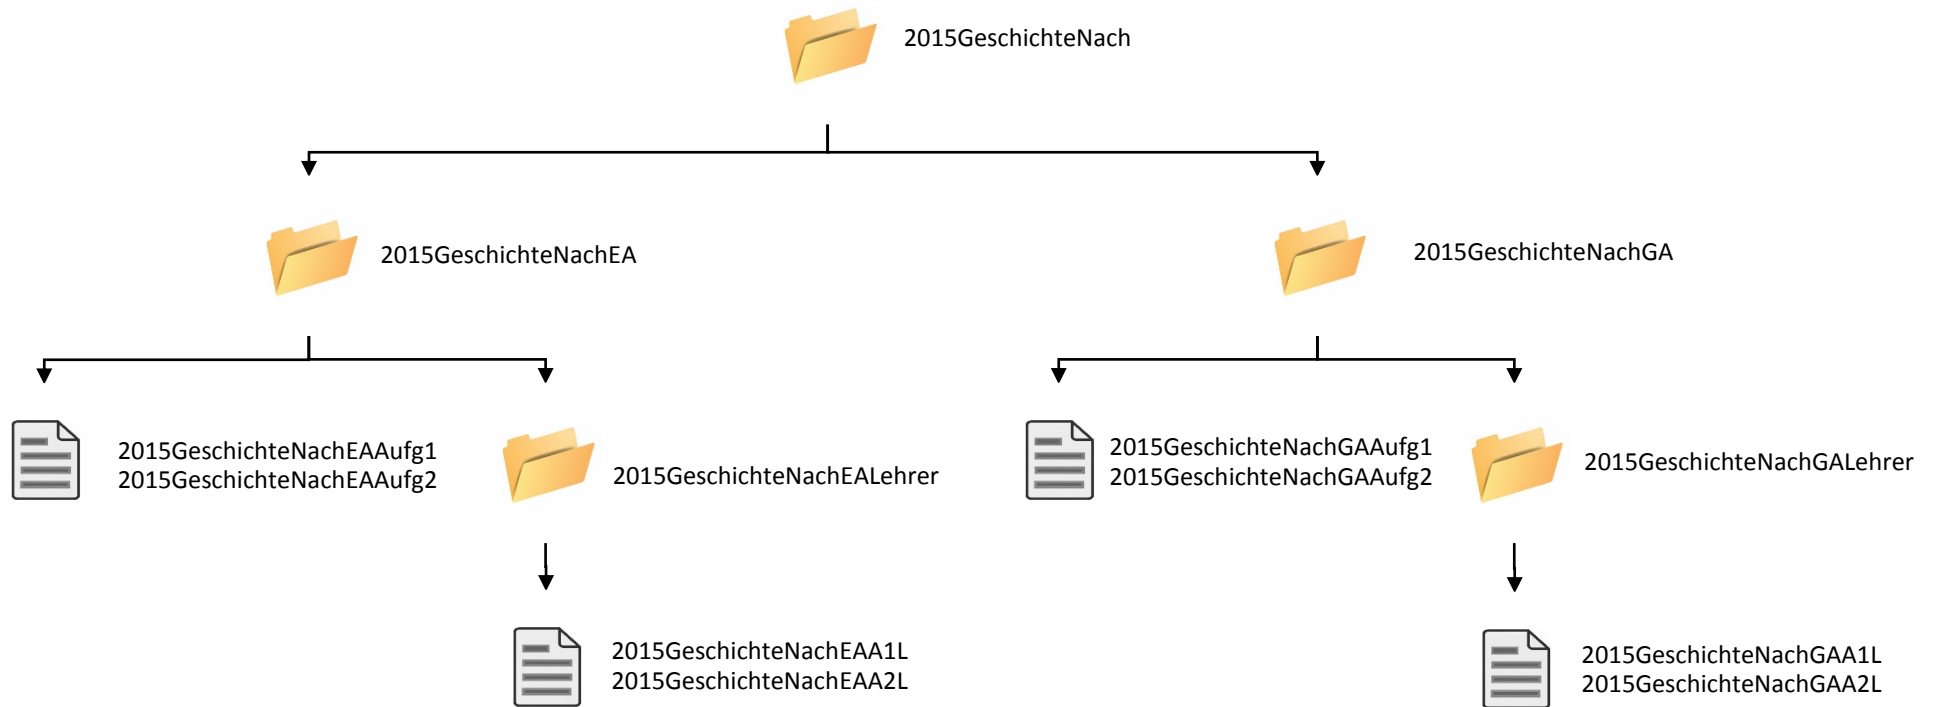 2015GeschichteNach
2015GeschichteNachEA
2015GeschichteNachGA
2015GeschichteNachEAAufg1
2015GeschichteNachEAAufg2
2015GeschichteNachEALehrer
2015GeschichteNachGAAufg1
2015GeschichteNachGAAufg2
2015GeschichteNachGALehrer
2015GeschichteNachEAA1L
2015GeschichteNachEAA2L
2015GeschichteNachGAA1L
2015GeschichteNachGAA2L